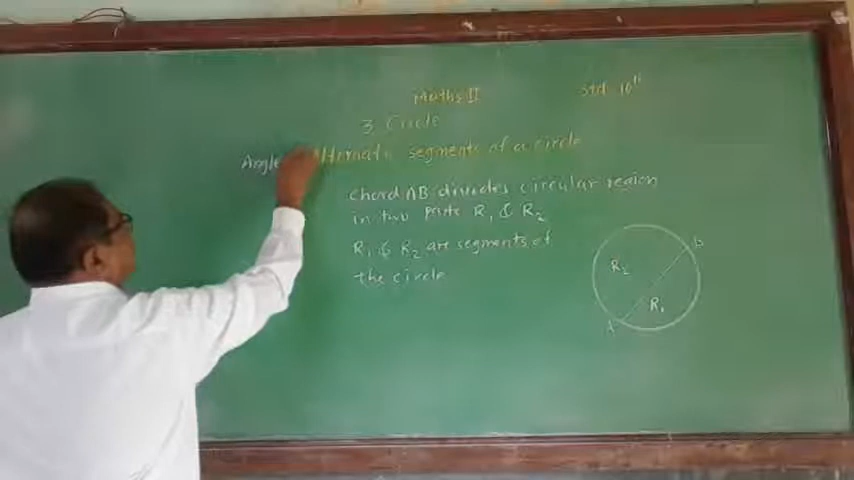 Maths II
Std. 10th
3. Circle
Angle Alternate segments of a circle
chord AB divides circular region
in two parts R1 & R2
R1 & R2 are segments of
the circle
B
R2
R1
A